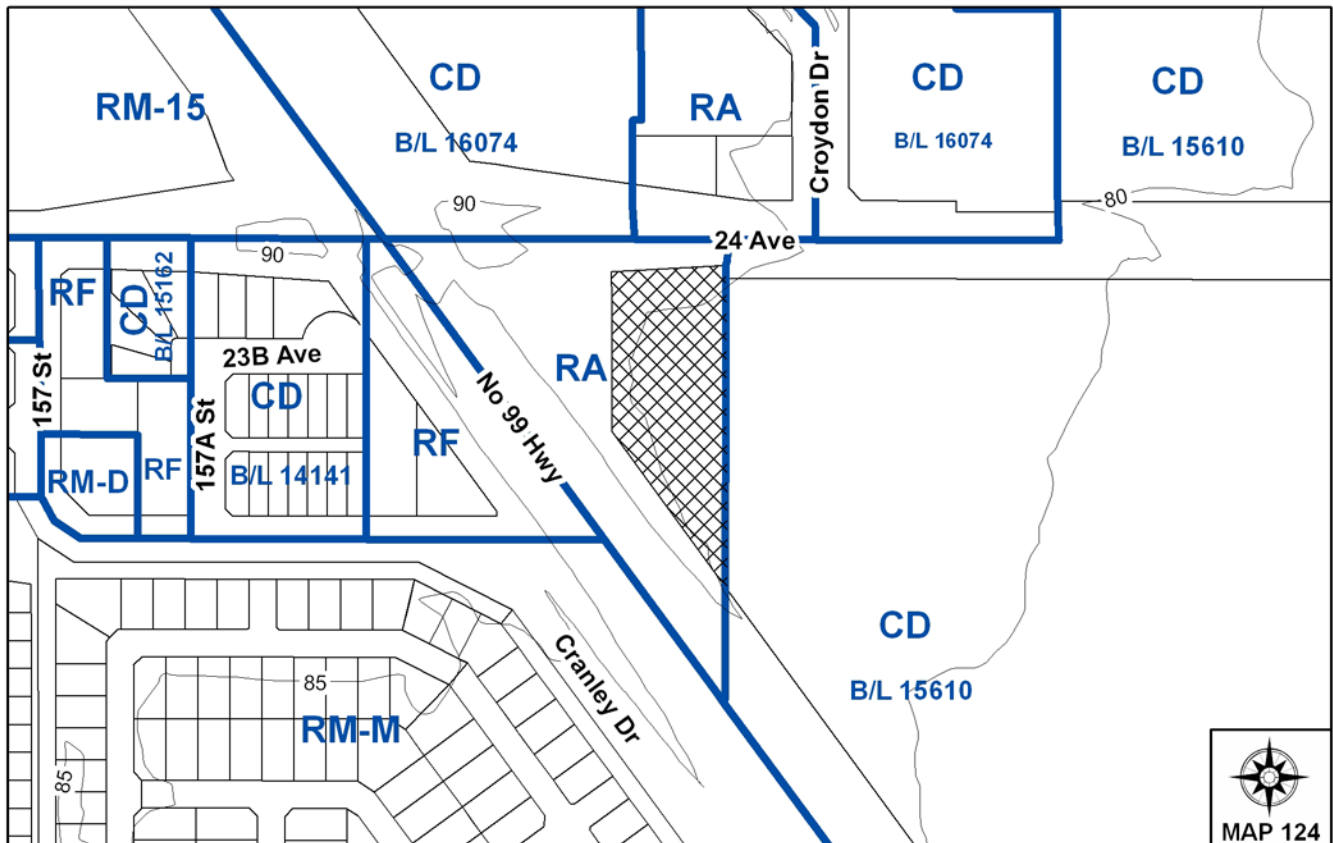 RM-15
CD
B/L 16074
RA
Croydon Dr
CD
B/L 16074
CD
B/L 15610
90
80
24 Ave
90
RF
CD
B/L 15162
157 St
23B Ave
CD
RA
No 99 Hwy
157A St
RM-D
RF
B/L 14141
RF
CD
B/L 15610
Cranley Dr
85
RM-M
85
MAP 124